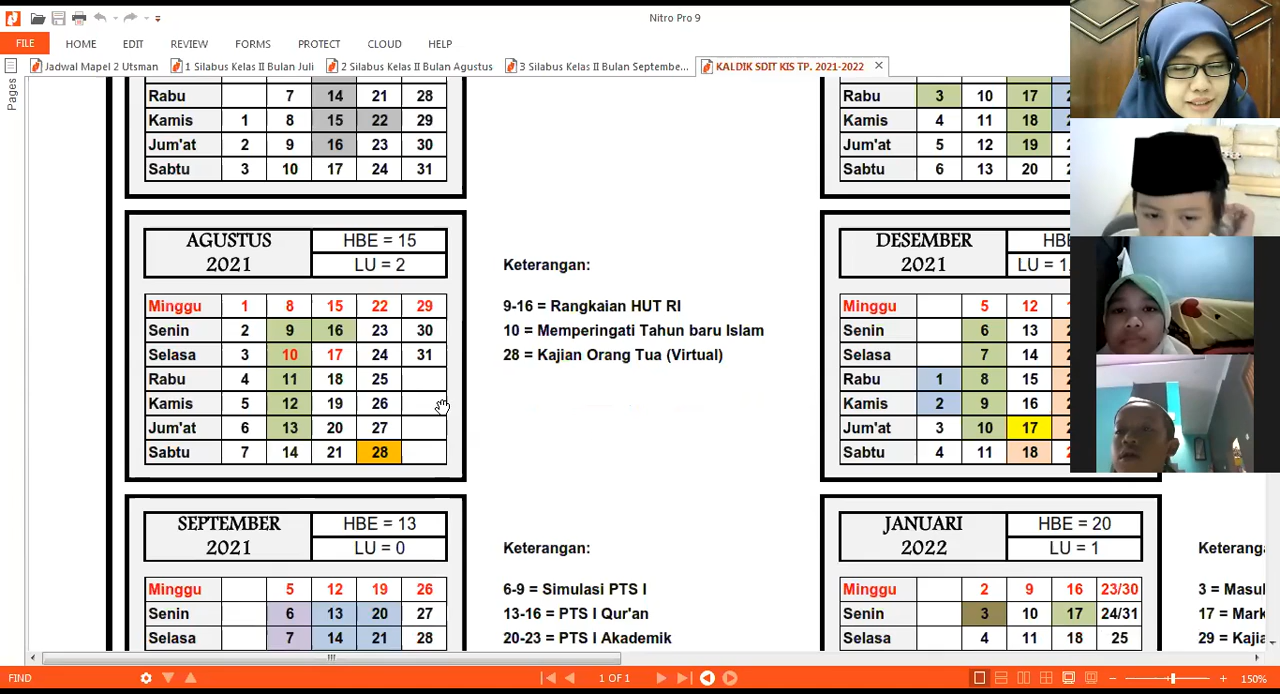 Nitro Pro 9
FILE HOME EDIT REVIEW FORMS PROTECT CLOUD HELP
Jadwal Mapel 2 Utsman 1 Silabus Kelas II Bulan Juli 2 Silabus Kelas II Bulan Agustus 3 Silabus Kelas II Bulan Septembe... KALDIK SDIT KIS TP. 2021-2022
Pages
Rabu 7 14 21 28
Kamis 1 8 15 22 29
Jum'at 2 9 16 23 30
Sabtu 3 10 17 24 31
Rabu 3 10 17
Kamis 4 11 18
Jum'at 5 12 19
Sabtu 6 13 20
AGUSTUS HBE = 15
2021 LU = 2
Minggu 1 8 15 22 29
Senin 2 9 16 23 30
Selasa 3 10 17 24 31
Rabu 4 11 18 25
Kamis 5 12 19 26
Jum'at 6 13 20 27
Sabtu 7 14 21 28
Keterangan:
9-16 = Rangkaian HUT RI
10 = Memperingati Tahun baru Islam
28 = Kajian Orang Tua (Virtual)
DESEMBER
2021
Minggu 5 12
Senin 6 13
Selasa 7 14
Rabu 1 8 15
Kamis 2 9 16
Jum'at 3 10 17
Sabtu 4 11 18
SEPTEMBER HBE = 13
2021 LU = 0
Minggu 5 12 19 26
Senin 6 13 20 27
Selasa 7 14 21 28
Keterangan:
6-9 = Simulasi PTS I
13-16 = PTS I Qur'an
20-23 = PTS I Akademik
JANUARI HBE = 20
2022 LU = 1
Minggu 2 9 16 23/30
Senin 3 10 17 24/31
Selasa 4 11 18 25
3 =
17 =
29 =
FIND 1 OF 1 150%